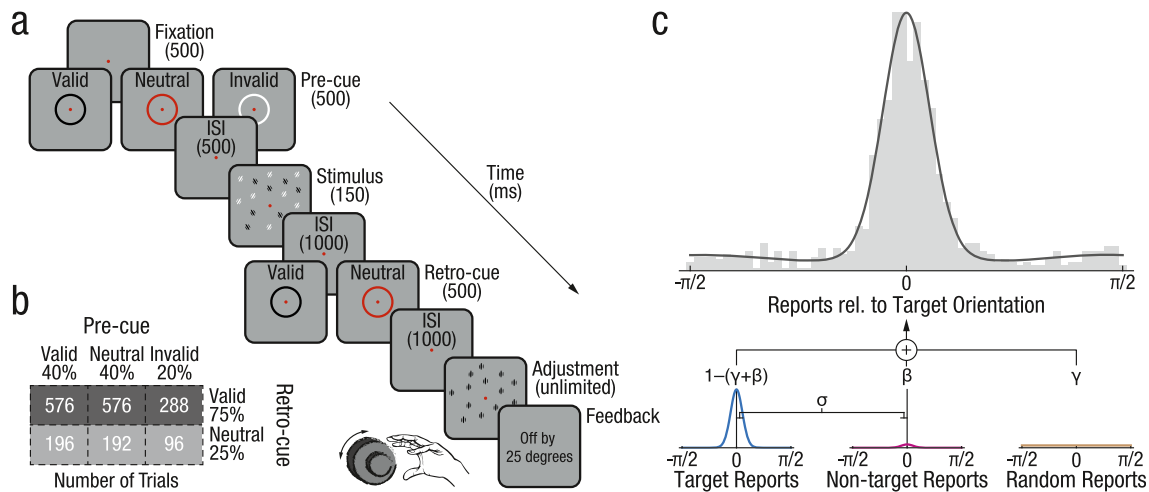 a
Fixation
(500)
Valid
Neutral
Invalid
Pre-cue
(500)
ISI
(500)
Stimulus
(150)
ISI
(1000)
Valid
Neutral
Retro-cue
(500)
ISI
(1000)
Adjustment
(unlimited)
Feedback
Off by
25 degrees
Time
(ms)
b
Pre-cue
Valid Neutral Invalid
40% 40% 20%
576 576 288
Valid
75%
196 192 96
Neutral
25%
Retro-cue
Number of Trials
c
-π/2 0 π/2
Reports rel. to Target Orientation
+
1−(γ+β) β γ
σ
-π/2 0 π/2 -π/2 0 π/2 -π/2 0 π/2
Target Reports Non-target Reports Random Reports